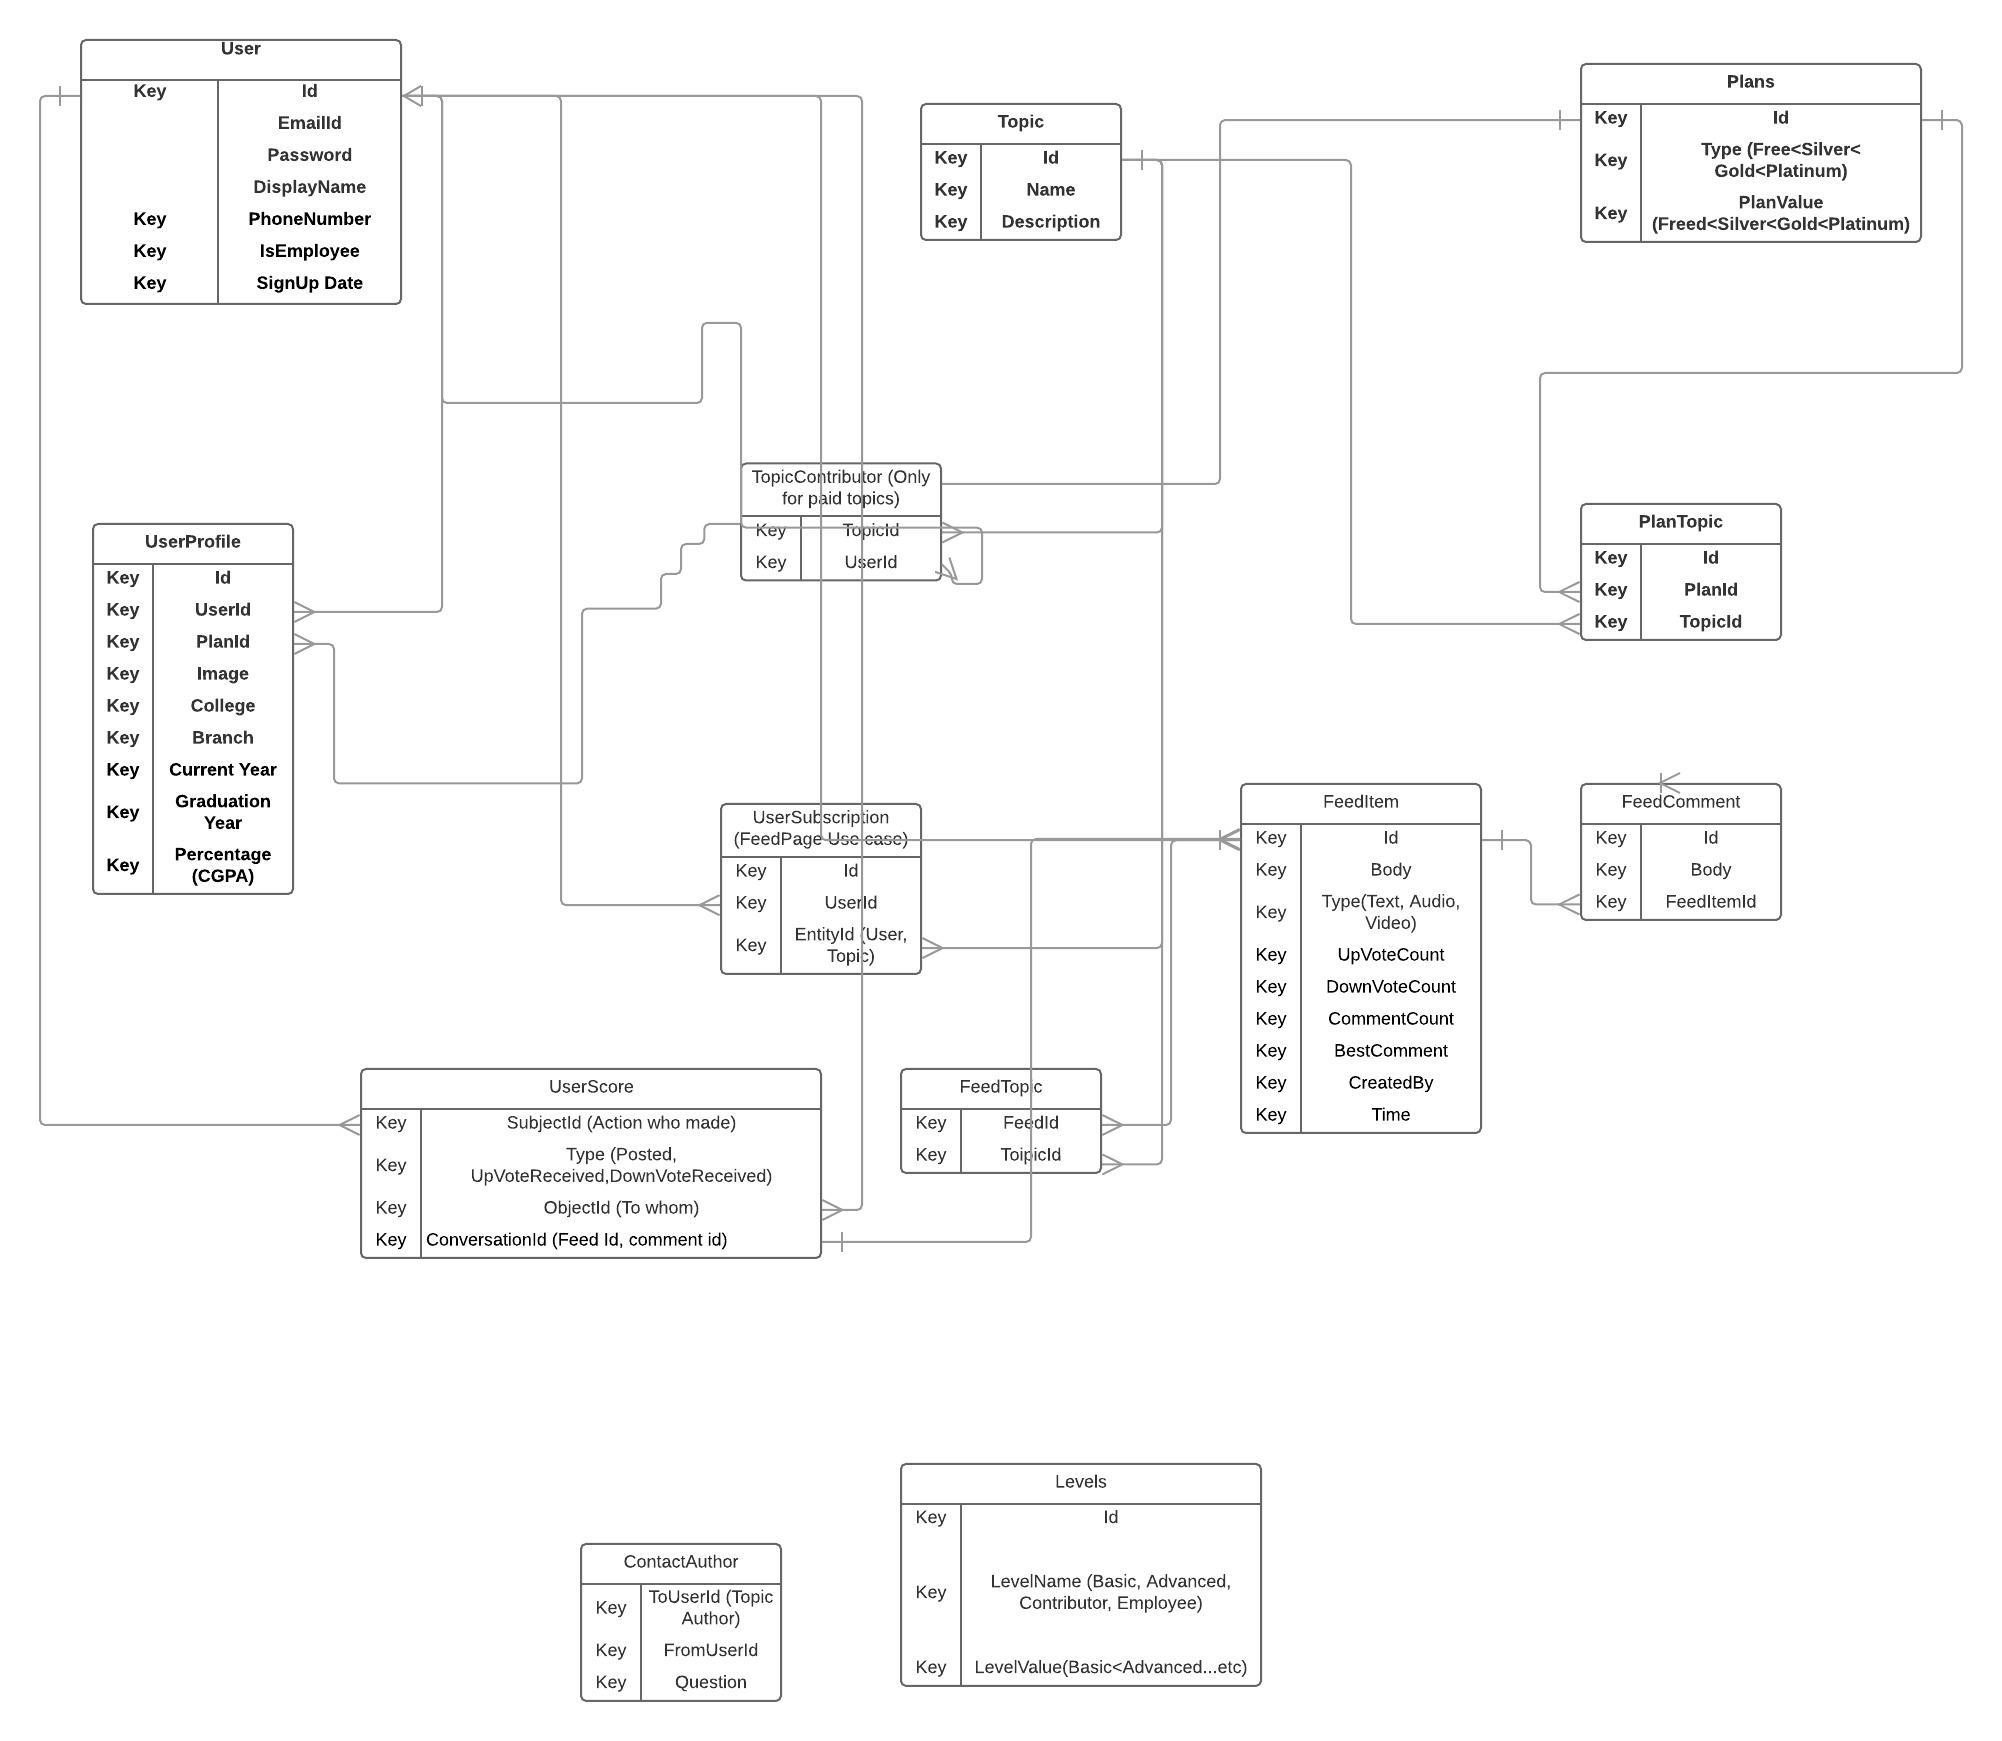 User
Key Id
EmailId
Password
DisplayName
Key PhoneNumber
Key IsEmployee
Key SignUp Date
Topic
Key Id
Key Name
Key Description
Plans
Key Id
Key Type (Free<Silver<
Gold<Platinum)
Key PlanValue
(Freed<Silver<Gold<Platinum)
TopicContributor (Only
for paid topics)
Key TopicId
Key UserId
UserProfile
Key Id
Key UserId
Key PlanId
Key Image
Key College
Key Branch
Key Current Year
Key Graduation
Year
Key Percentage
(CGPA)
PlanTopic
Key Id
Key PlanId
Key TopicId
UserSubscription
(FeedPage Use case)
Key Id
Key UserId
Key EntityId (User,
Topic)
FeedItem
Key Id
Key Body
Key Type(Text, Audio,
Video)
Key UpVoteCount
Key DownVoteCount
Key CommentCount
Key BestComment
Key CreatedBy
Key Time
FeedComment
Key Id
Key Body
Key FeedItemId
UserScore
Key SubjectId (Action who made)
Key Type (Posted,
UpVoteReceived,DownVoteReceived)
Key ObjectId (To whom)
Key ConversationId (Feed Id, comment id)
FeedTopic
Key FeedId
Key ToipicId
Levels
Key Id
Key LevelName (Basic, Advanced,
Contributor, Employee)
Key LevelValue(Basic<Advanced...etc)
ContactAuthor
Key ToUserId (Topic
Author)
Key FromUserId
Key Question